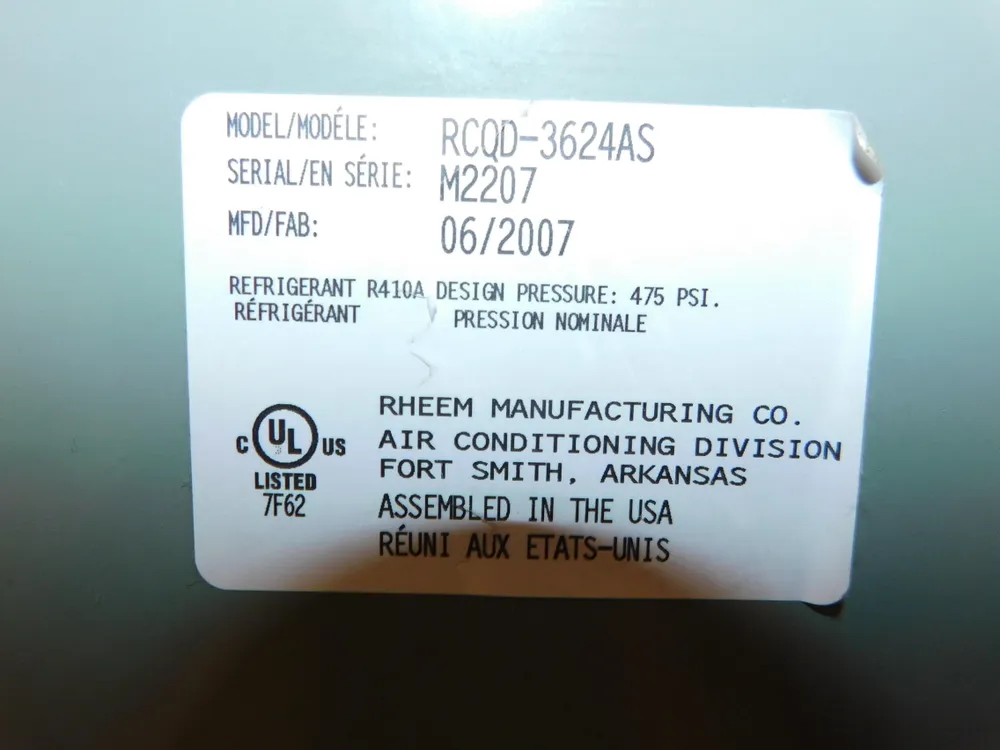 MODEL/MODÉLE: RCQD-3624AS
SERIAL/EN SÉRIE: M2207
MFD/FAB: 06/2007
REFRIGERANT R410A DESIGN PRESSURE: 475 PSI.
RÉFRIGÉRANT PRESSION NOMINALE
RHEEM MANUFACTURING CO.
AIR CONDITIONING DIVISION
FORT SMITH, ARKANSAS
ASSEMBLED IN THE USA
RÉUNI AUX ETATS-UNIS
C UL US
LISTED
7F62